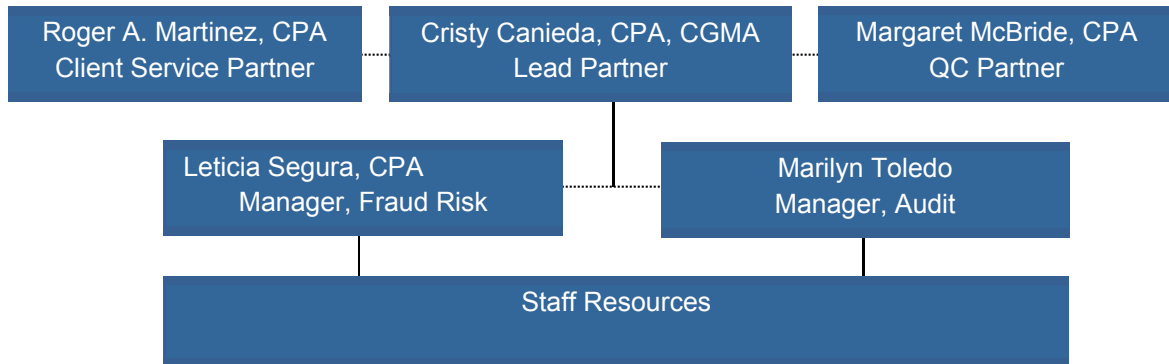 Roger A. Martinez, CPA
Client Service Partner
Cristy Canieda, CPA, CGMA
Lead Partner
Margaret McBride, CPA
QC Partner
Leticia Segura, CPA
Manager, Fraud Risk
Marilyn Toledo
Manager, Audit
Staff Resources